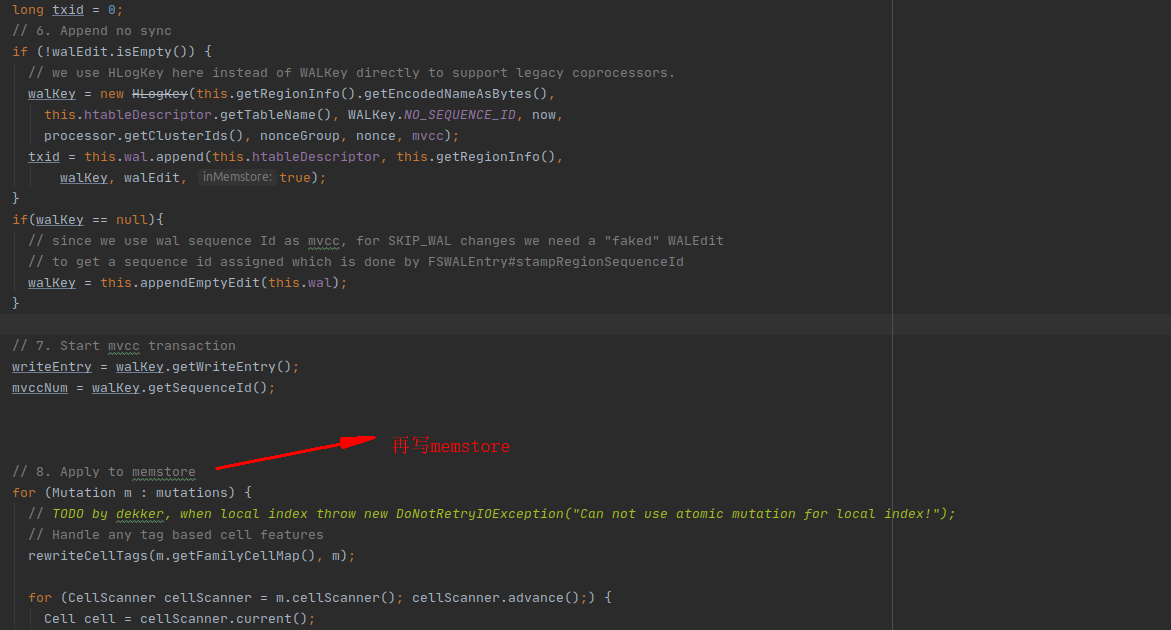 long txid = 0;
// 6. Append no sync
if (!walEdit.isEmpty()) {
// we use HLogKey here instead of WALKey directly to support legacy coprocessors.
walKey = new HLogKey(this.getRegionInfo().getEncodedNameAsBytes(),
this.htableDescriptor.getTableName(), WALKey.NO_SEQUENCE_ID, now,
processor.getClusterIds(), nonceGroup, nonce, mvcc);
txid = this.wal.append(this.htableDescriptor, this.getRegionInfo(),
walKey, walEdit, inMemstore: true);
}
if(walKey == null){
// since we use wal sequence Id as mvcc, for SKIP_WAL changes we need a "faked" WALEdit
// to get a sequence id assigned which is done by FSWALEntry#stampRegionSequenceId
walKey = this.appendEmptyEdit(this.wal);
}
// 7. Start mvcc transaction
writeEntry = walKey.getWriteEntry();
mvccNum = walKey.getSequenceId();
再写memstore
// 8. Apply to memstore
for (Mutation m : mutations) {
// TODO by dekker, when local index throw new DoNotRetryIOException("Can not use atomic mutation for local index!");
// Handle any tag based cell features
rewriteCellTags(m.getFamilyCellMap(), m);
for (CellScanner cellScanner = m.cellScanner(); cellScanner.advance();) {
Cell cell = cellScanner.current();